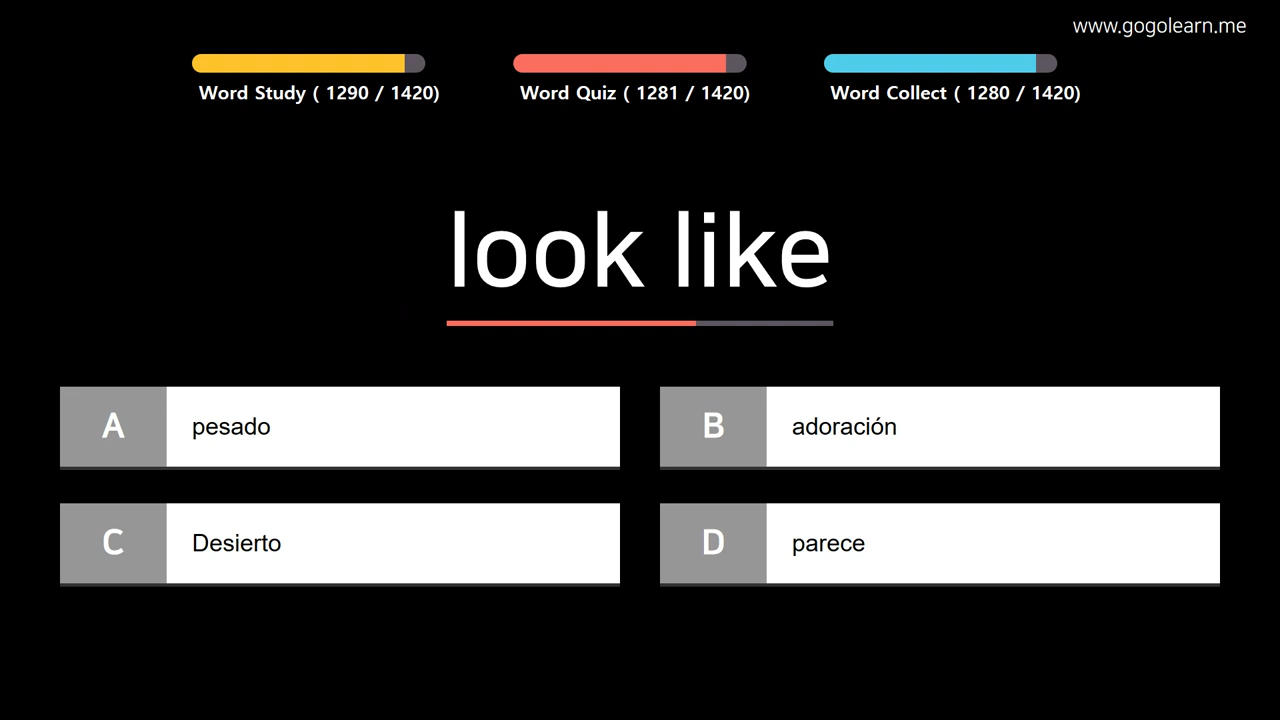 www.gogolearn.me
Word Study ( 1290 / 1420)
Word Quiz ( 1281 / 1420)
Word Collect ( 1280 / 1420)
look like
A pesado
B adoración
C Desierto
D parece